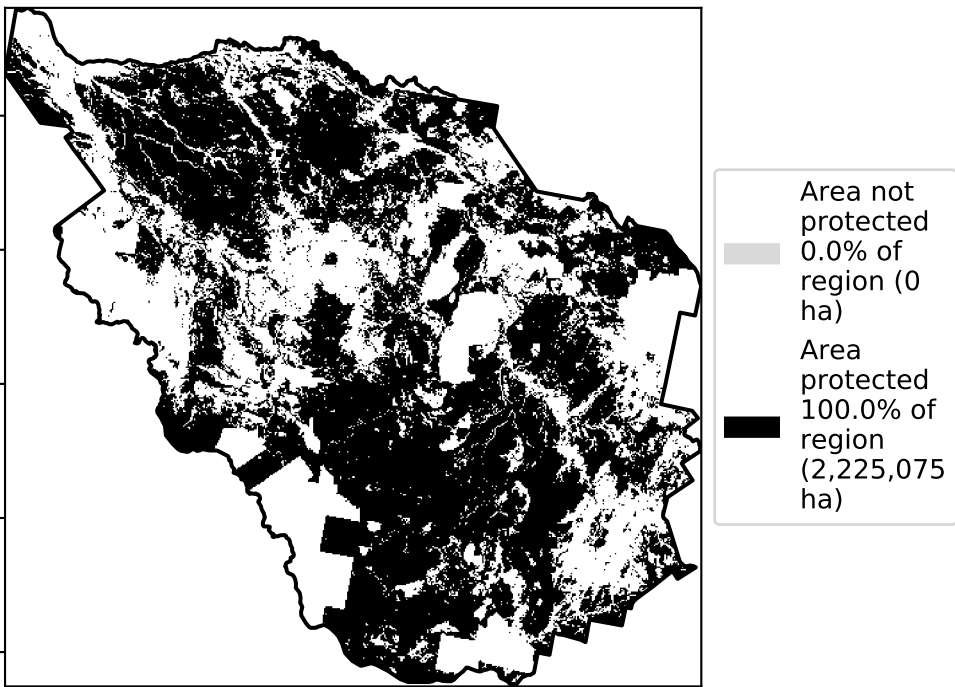 Area not
protected
0.0% of
region (0
ha)
Area
protected
100.0% of
region
(2,225,075
ha)